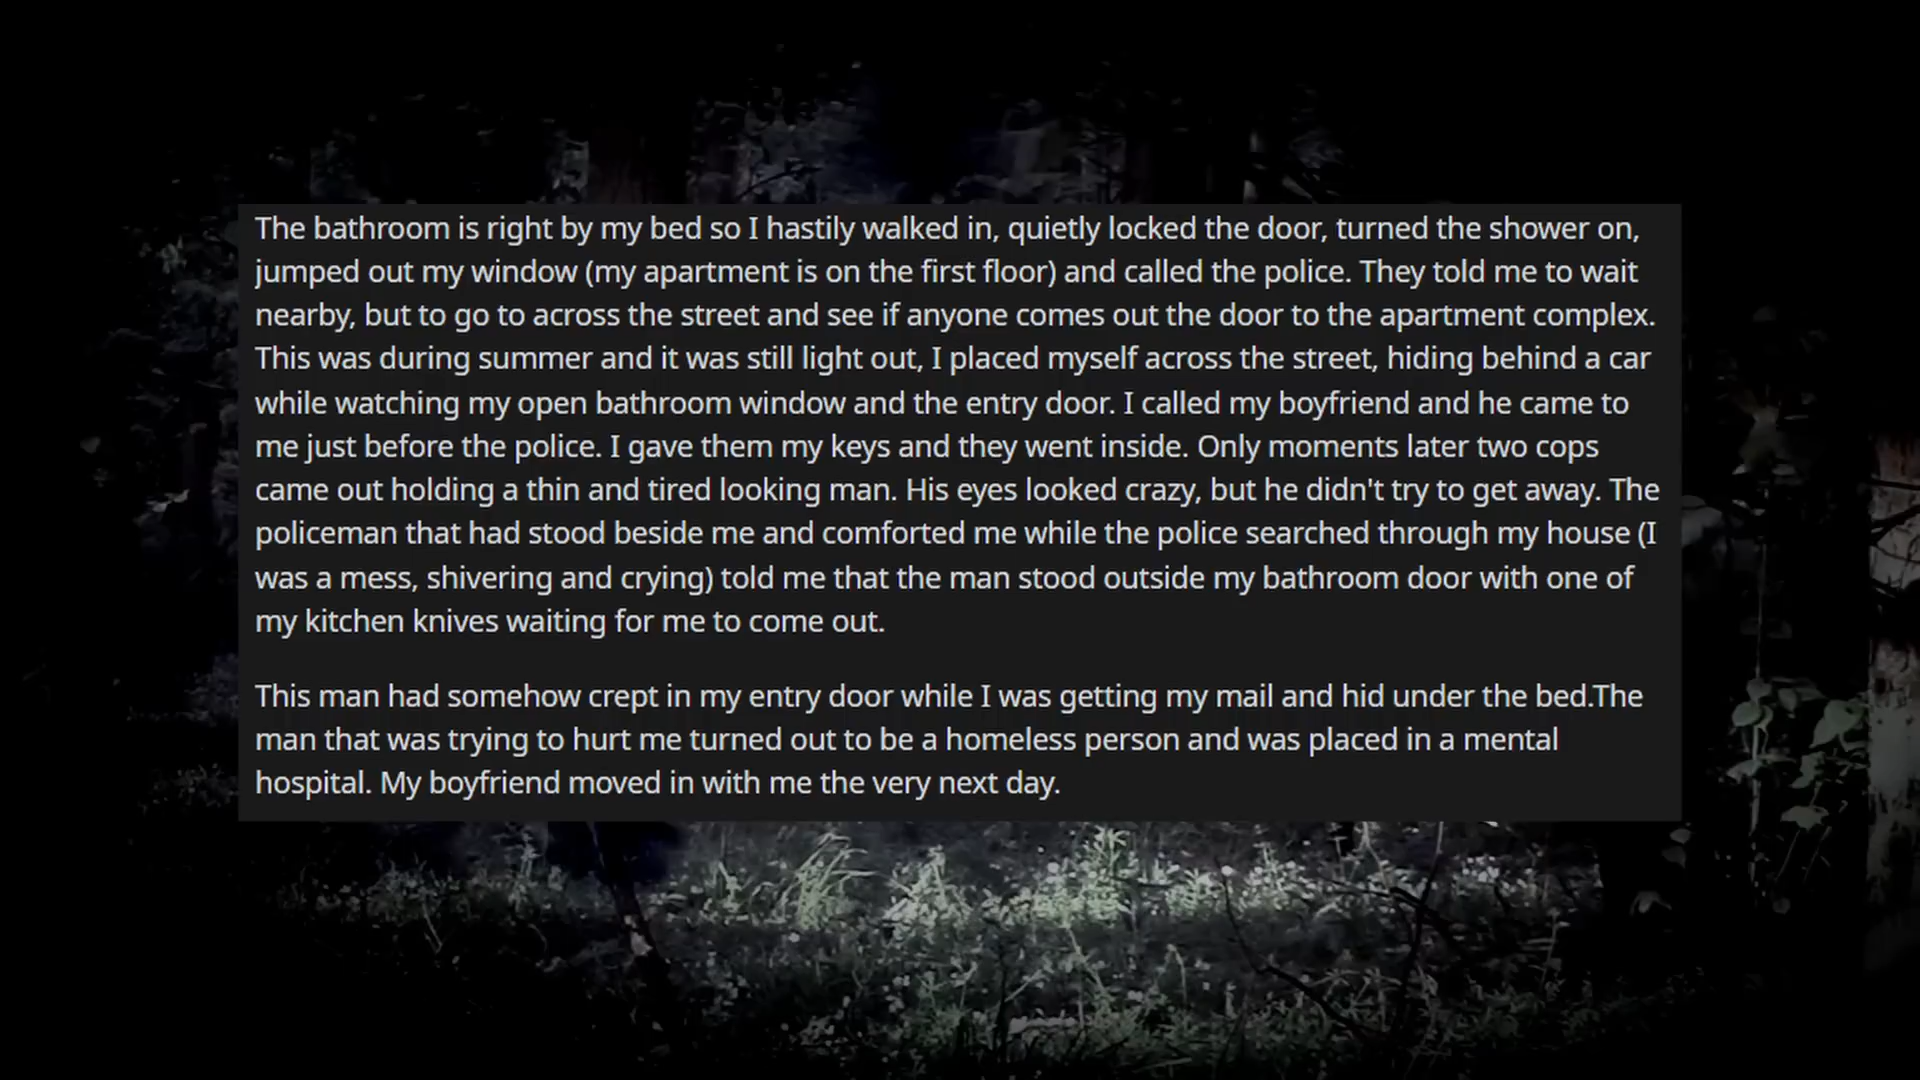 The bathroom is right by my bed so I hastily walked in, quietly locked the door, turned the shower on,
jumped out my window (my apartment is on the first floor) and called the police. They told me to wait
nearby, but to go to across the street and see if anyone comes out the door to the apartment complex.
This was during summer and it was still light out, I placed myself across the street, hiding behind a car
while watching my open bathroom window and the entry door. I called my boyfriend and he came to
me just before the police. I gave them my keys and they went inside. Only moments later two cops
came out holding a thin and tired looking man. His eyes looked crazy, but he didn't try to get away. The
policeman that had stood beside me and comforted me while the police searched through my house (I
was a mess, shivering and crying) told me that the man stood outside my bathroom door with one of
my kitchen knives waiting for me to come out.
This man had somehow crept in my entry door while I was getting my mail and hid under the bed.The
man that was trying to hurt me turned out to be a homeless person and was placed in a mental
hospital. My boyfriend moved in with me the very next day.